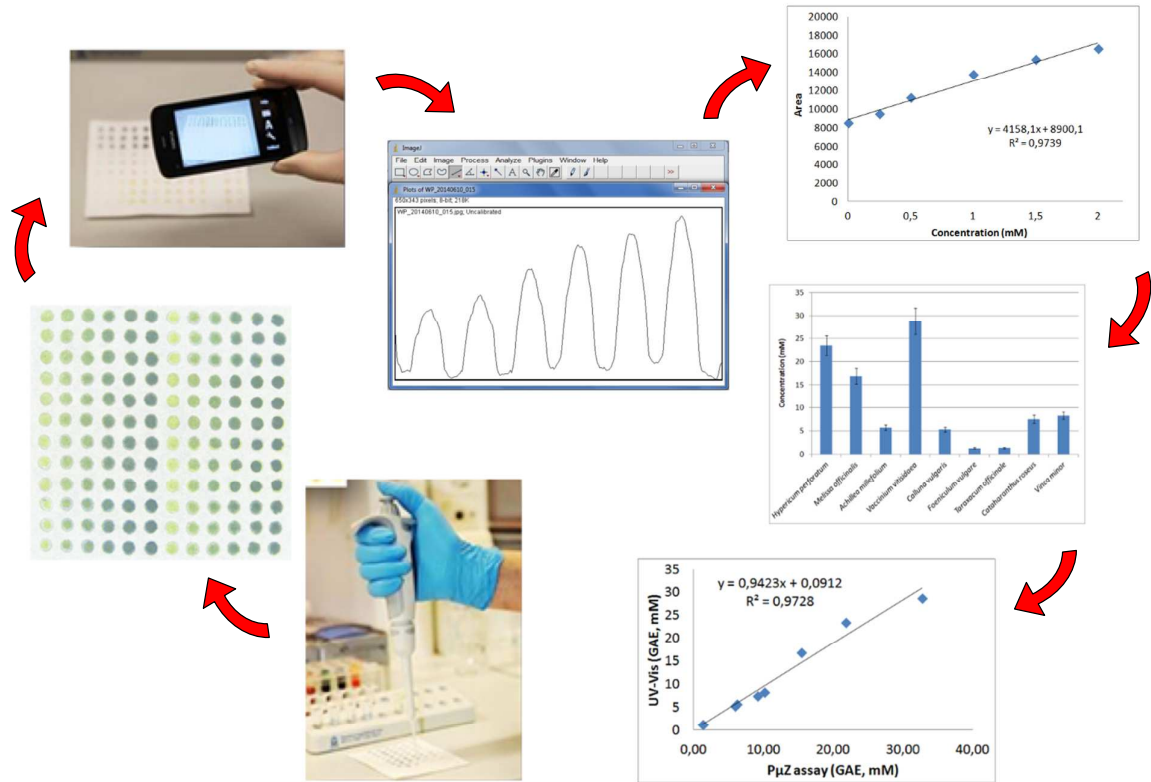 ImageJ
File Edit Image Process Analyze Plugins Window Help
>>
Plots of WP_20140610_015
650x343 pixels; 8-bit; 218K
WP_20140610_015.jpg; Uncalibrated
20000
18000
16000
14000
12000
10000
8000
6000
4000
2000
0
Area
y = 4158,1x + 8900,1
R² = 0,9739
0 0,5 1 1,5 2
Concentration (mM)
35
30
25
20
15
10
5
0
Concentration (mM)
Hypericum perforatum
Melissa officinalis
Achillea millefolium
Vaccinium vitisidaea
Calluna vulgaris
Foeniculum vulgare
Taraxacum officinale
Cataharanthus roseus
Vinca minor
y = 0,9423x + 0,0912
R² = 0,9728
35
30
25
20
15
10
5
0
UV-Vis (GAE, mM)
0,00 10,00 20,00 30,00 40,00
PμZ assay (GAE, mM)